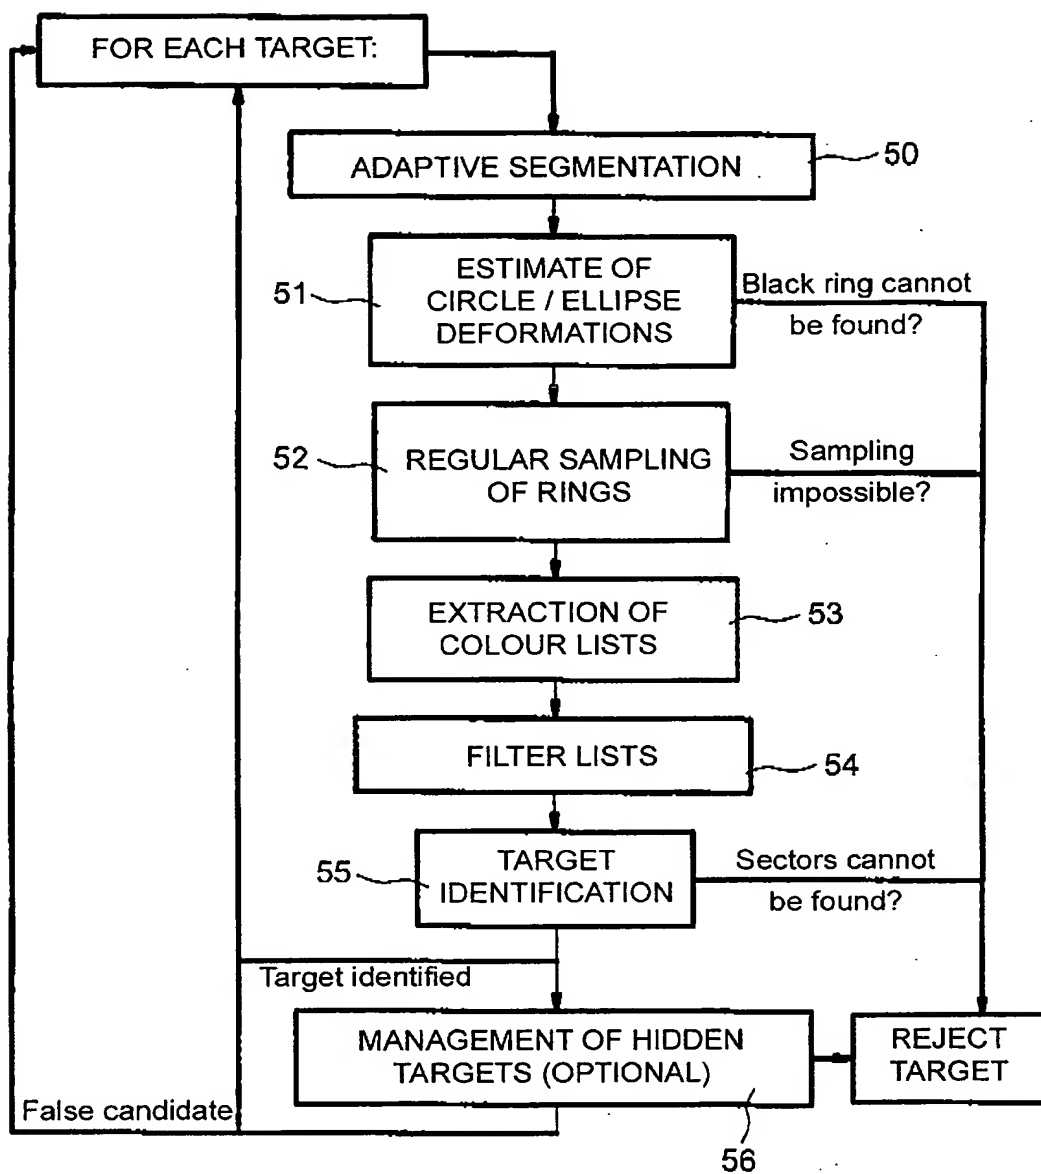 FOR EACH TARGET:
ADAPTIVE SEGMENTATION
50
ESTIMATE OF
CIRCLE / ELLIPSE
DEFORMATIONS
51
Black ring cannot
be found?
REGULAR SAMPLING
OF RINGS
52
Sampling
impossible?
EXTRACTION OF
COLOUR LISTS
53
FILTER LISTS
54
TARGET
IDENTIFICATION
55
Sectors cannot
be found?
Target identified
MANAGEMENT OF HIDDEN
TARGETS (OPTIONAL)
56
REJECT
TARGET
False candidate